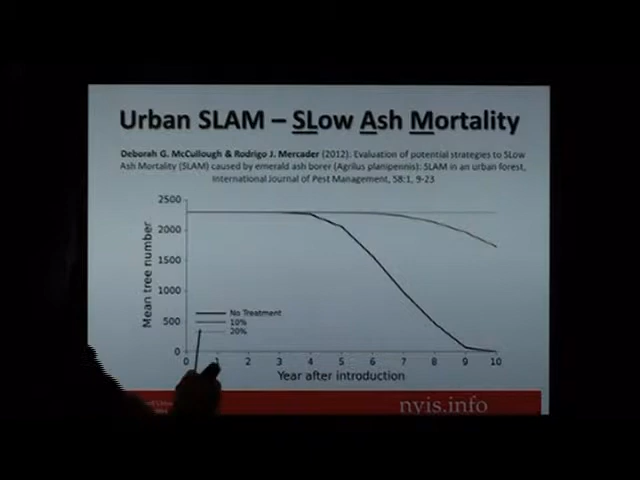 Urban SLAM – SLow Ash Mortality
Deborah G. McCullough & Rodrigo J. Mercader (2012): Evaluation of potential strategies to SLow
Ash Mortality (SLAM) caused by emerald ash borer (Agrilus planipennis): SLAM in an urban forest,
International Journal of Pest Management, 58:1, 9-23
Mean tree number
2500
2000
1500
1000
500
0
No Treatment
10%
20%
0 1 2 3 4 5 6 7 8 9 10
Year after introduction
nyis.info